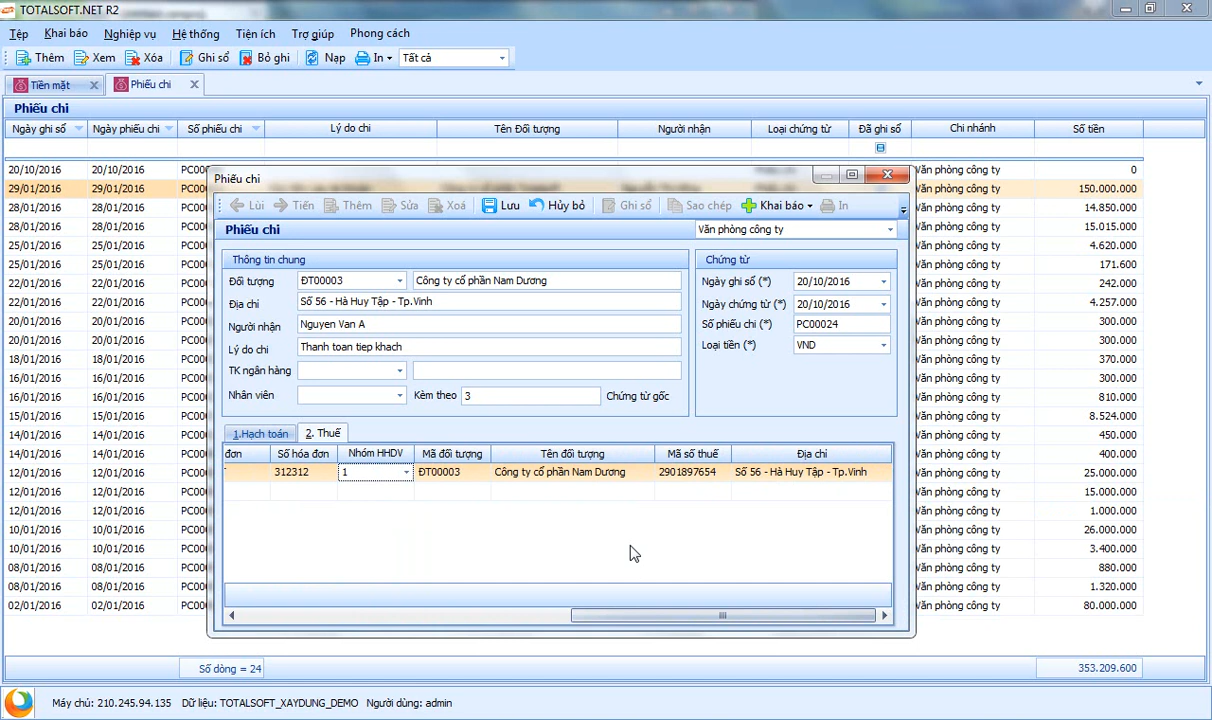 TOTALSOFT.NET R2
Tệp Khai báo Nghiệp vụ Hệ thống Tiện ích Trợ giúp Phong cách
Thêm Xem Xóa Ghi sổ Bỏ ghi Nạp In Tất cả
Tiền mặt Phiếu chi
Phiếu chi
Ngày ghi sổ Ngày phiếu chi Số phiếu chi Lý do chi Tên Đối tượng Người nhận Loại chứng từ Đã ghi sổ Chi nhánh Số tiền
20/10/2016 20/10/2016 Văn phòng công ty 0
29/01/2016 29/01/2016 Văn phòng công ty 150.000.000
28/01/2016 28/01/2016 Văn phòng công ty 14.850.000
28/01/2016 28/01/2016 Văn phòng công ty 15.015.000
25/01/2016 25/01/2016 Văn phòng công ty 4.620.000
25/01/2016 25/01/2016 Văn phòng công ty 171.600
22/01/2016 22/01/2016 Văn phòng công ty 242.000
22/01/2016 22/01/2016 Văn phòng công ty 4.257.000
20/01/2016 20/01/2016 Văn phòng công ty 300.000
20/01/2016 20/01/2016 Văn phòng công ty 300.000
18/01/2016 18/01/2016 Văn phòng công ty 370.000
16/01/2016 16/01/2016 Văn phòng công ty 300.000
16/01/2016 16/01/2016 Văn phòng công ty 810.000
15/01/2016 15/01/2016 Văn phòng công ty 8.524.000
14/01/2016 14/01/2016 Văn phòng công ty 450.000
14/01/2016 14/01/2016 Văn phòng công ty 400.000
12/01/2016 12/01/2016 Văn phòng công ty 25.000.000
12/01/2016 12/01/2016 Văn phòng công ty 15.000.000
12/01/2016 12/01/2016 Văn phòng công ty 1.000.000
10/01/2016 10/01/2016 Văn phòng công ty 26.000.000
10/01/2016 10/01/2016 Văn phòng công ty 3.400.000
08/01/2016 08/01/2016 Văn phòng công ty 880.000
08/01/2016 08/01/2016 Văn phòng công ty 1.320.000
02/01/2016 02/01/2016 Văn phòng công ty 80.000.000
Số dòng = 24 353.209.600
Phiếu chi
Lùi Tiến Thêm Sửa Xoá Lưu Hủy bỏ Ghi sổ Sao chép Khai báo In
Phiếu chi Văn phòng công ty
Thông tin chung
Đối tượng ĐT00003 Công ty cổ phần Nam Dương
Địa chỉ Số 56 - Hà Huy Tập - Tp.Vinh
Người nhận Nguyen Van A
Lý do chi Thanh toan tiep khach
TK ngân hàng
Nhân viên Kèm theo 3 Chứng từ gốc
Chứng từ
Ngày ghi sổ (*) 20/10/2016
Ngày chứng từ (*) 20/10/2016
Số phiếu chi (*) PC00024
Loại tiền (*) VND
1.Hạch toán 2. Thuế
đơn Số hóa đơn Nhóm HHDV Mã đối tượng Tên đối tượng Mã số thuế Địa chỉ
312312 1 ĐT00003 Công ty cổ phần Nam Dương 2901897654 Số 56 - Hà Huy Tập - Tp.Vinh
Máy chủ: 210.245.94.135 Dữ liệu: TOTALSOFT_XAYDUNG_DEMO Người dùng: admin